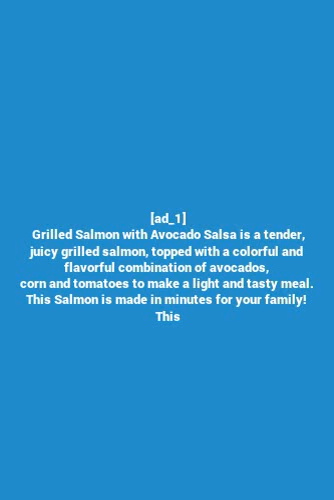 [ad_1]
Grilled Salmon with Avocado Salsa is a tender,
juicy grilled salmon, topped with a colorful and
flavorful combination of avocados,
corn and tomatoes to make a light and tasty meal.
This Salmon is made in minutes for your family!
This